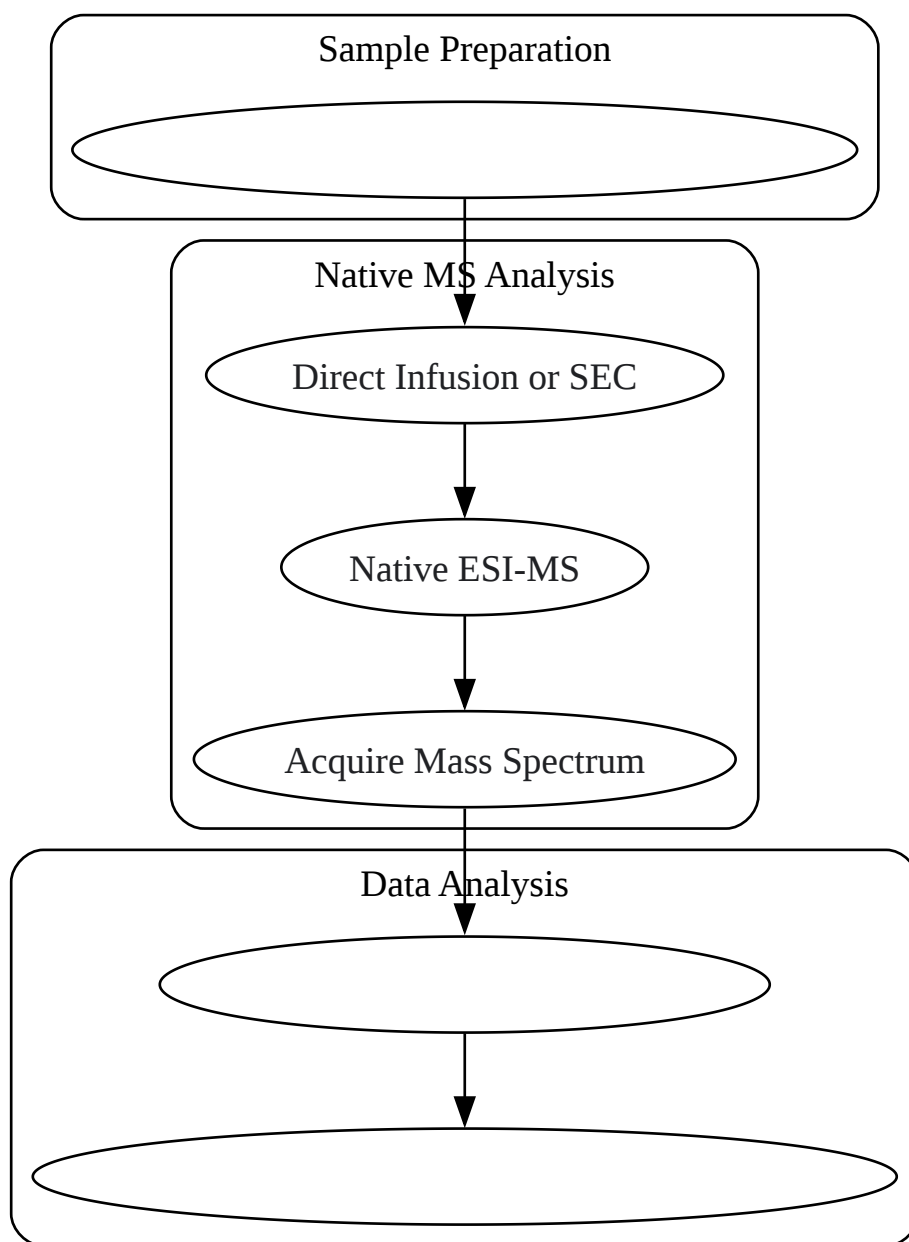 Sample Preparation
Native MS Analysis
Direct Infusion or SEC
Native ESI-MS
Acquire Mass Spectrum
Data Analysis